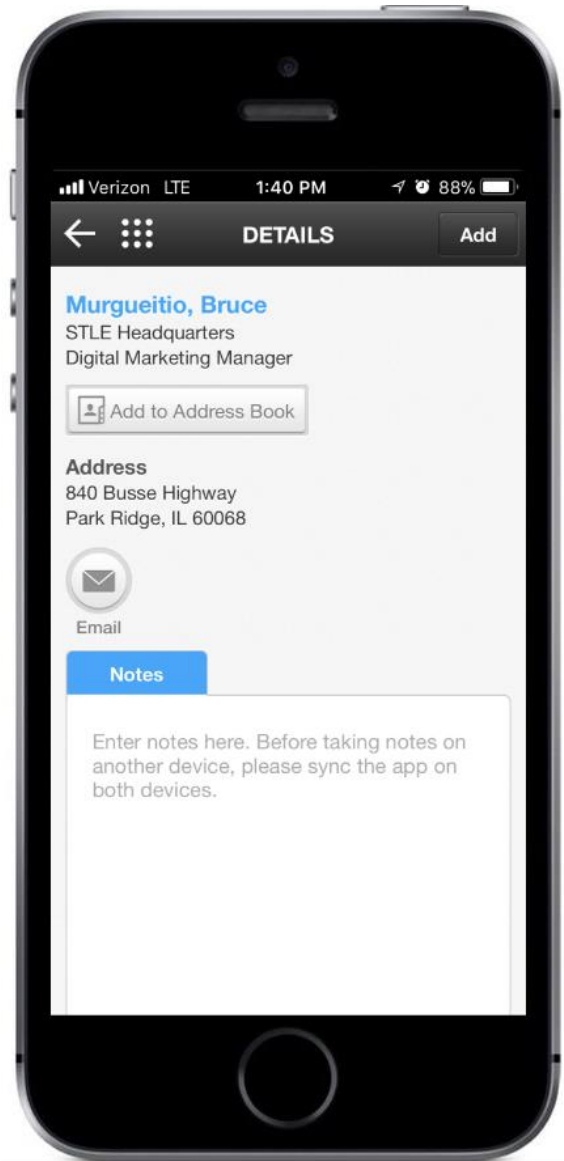 Verizon LTE 1:40 PM 88%
DETAILS Add
Murgueitio, Bruce
STLE Headquarters
Digital Marketing Manager
Add to Address Book
Address
840 Busse Highway
Park Ridge, IL 60068
Email
Notes
Enter notes here. Before taking notes on
another device, please sync the app on
both devices.